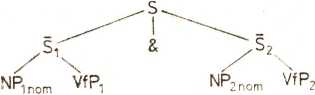 S
S̄₁ & S̄₂
NP₁nom VfP₁ NP₂nom VfP₂